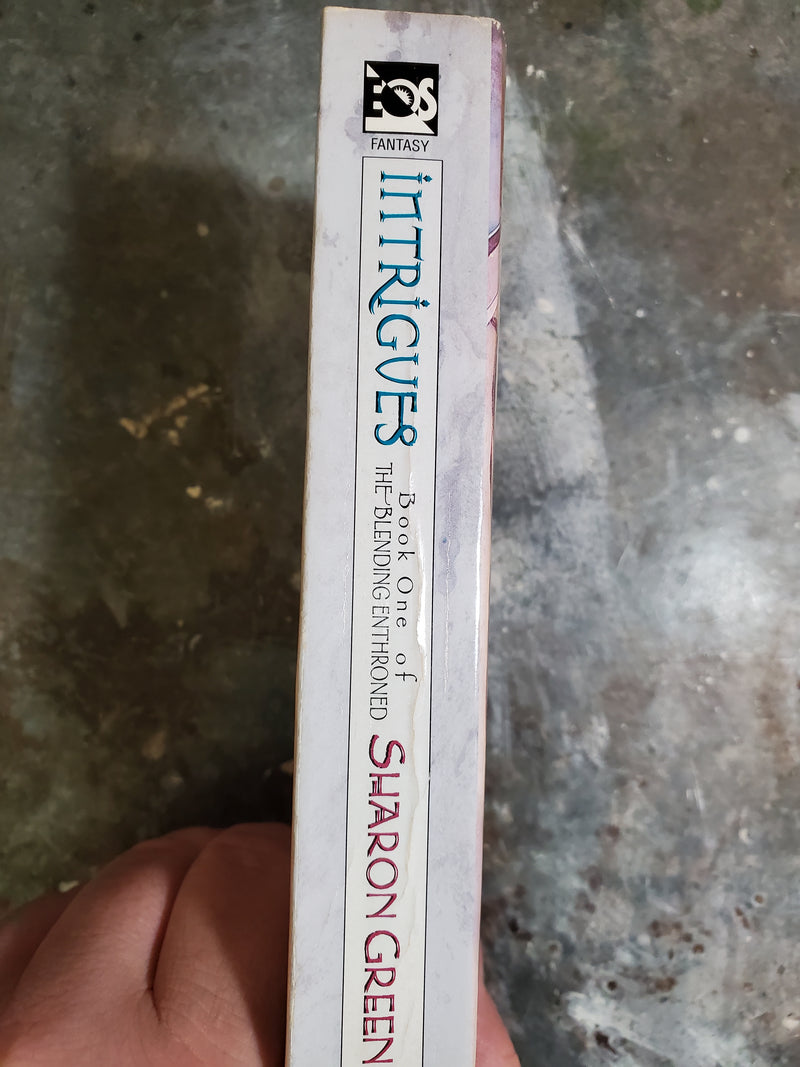 EOS
FANTASY
INTRIGUES
Book One of
THE BLENDING ENTHRONED
SHARON GREEN